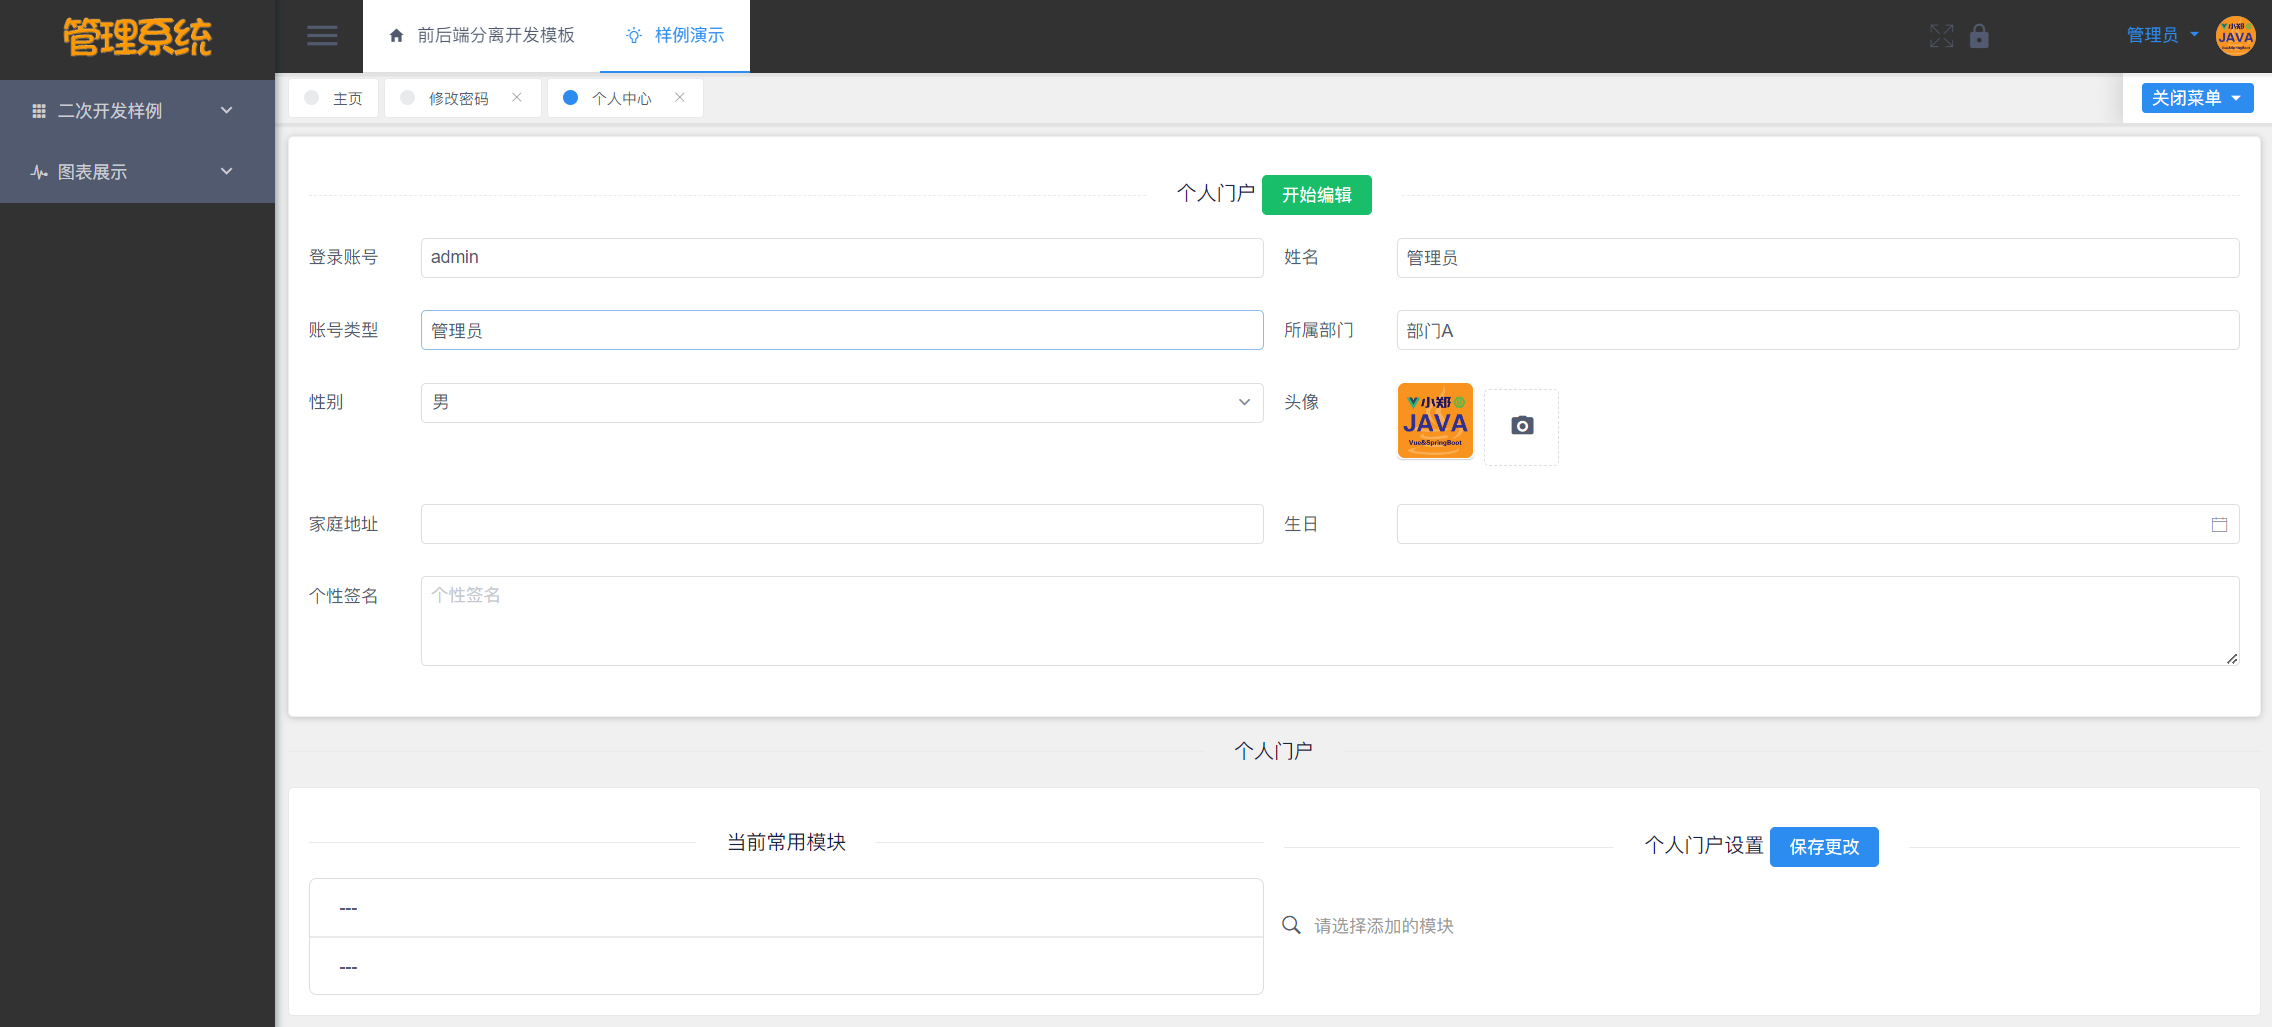 管理系统
前后端分离开发模板
样例演示
管理员
小郑
JAVA
Vue&SpringBoot
二次开发样例
图表展示
主页
修改密码
个人中心
关闭菜单
个人门户
开始编辑
登录账号
admin
姓名
管理员
账号类型
管理员
所属部门
部门A
性别
男
头像
小郑
JAVA
Vue&SpringBoot
家庭地址
生日
个性签名
个性签名
个人门户
当前常用模块
个人门户设置
保存更改
---
---
请选择添加的模块